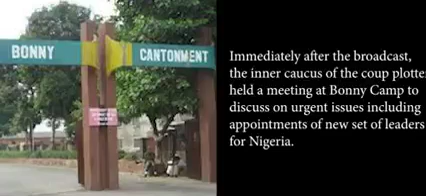 BONNY
CANTONMENT
Immediately after the broadcast,
the inner caucus of the coup plotte
held a meeting at Bonny Camp to
discuss on urgent issues including
appointments of new set of leaders
for Nigeria.